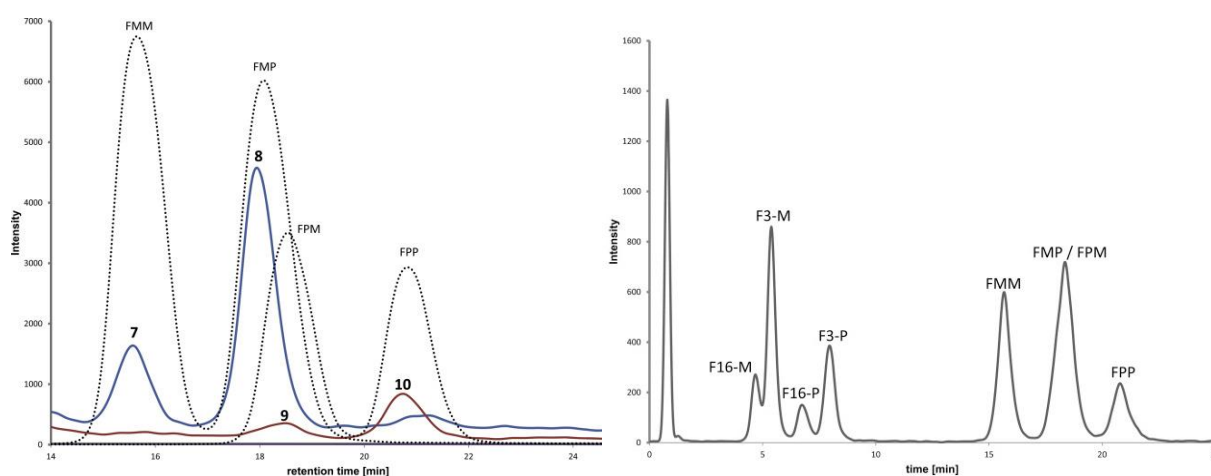 7000
6000
5000
4000
3000
2000
1000
0
Intensity
FMM
FMP
FPM
FPP
7
8
9
10
14
16
18
20
22
24
retention time [min]
1600
1400
1200
1000
800
600
400
200
0
Intensity
F16-M
F3-M
F16-P
F3-P
FMM
FMP / FPM
FPP
0
5
10
15
20
time [min]